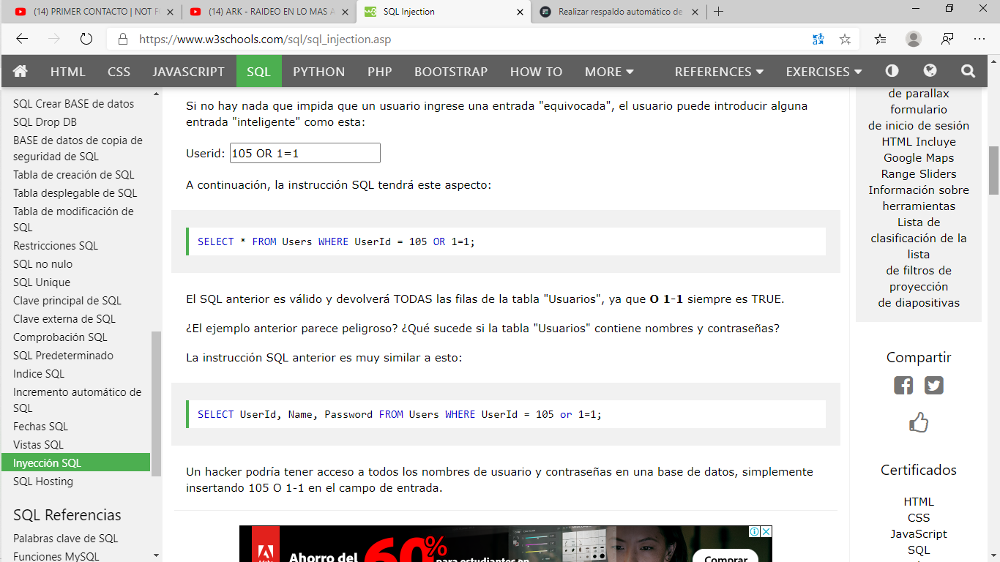 (14) PRIMER CONTACTO | NOT F
(14) ARK - RAIDEO EN LO MAS A
SQL Injection
Realizar respaldo automático de
https://www.w3schools.com/sql/sql_injection.asp
HTML
CSS
JAVASCRIPT
SQL
PYTHON
PHP
BOOTSTRAP
HOW TO
MORE
REFERENCES
EXERCISES
SQL Crear BASE de datos
SQL Drop DB
BASE de datos de copia de
seguridad de SQL
Tabla de creación de SQL
Tabla desplegable de SQL
Tabla de modificación de
SQL
Restricciones SQL
SQL no nulo
SQL Unique
Clave principal de SQL
Clave externa de SQL
Comprobación SQL
SQL Predeterminado
Indice SQL
Incremento automático de
SQL
Fechas SQL
Vistas SQL
Inyección SQL
SQL Hosting
SQL Referencias
Palabras clave de SQL
Funciones MySQL
Si no hay nada que impida que un usuario ingrese una entrada "equivocada", el usuario puede introducir alguna
entrada "inteligente" como esta:
Userid: 105 OR 1=1
A continuación, la instrucción SQL tendrá este aspecto:
SELECT * FROM Users WHERE UserId = 105 OR 1=1;
El SQL anterior es válido y devolverá TODAS las filas de la tabla "Usuarios", ya que O 1-1 siempre es TRUE.
¿El ejemplo anterior parece peligroso? ¿Qué sucede si la tabla "Usuarios" contiene nombres y contraseñas?
La instrucción SQL anterior es muy similar a esto:
SELECT UserId, Name, Password FROM Users WHERE UserId = 105 or 1=1;
Un hacker podría tener acceso a todos los nombres de usuario y contraseñas en una base de datos, simplemente
insertando 105 O 1-1 en el campo de entrada.
Ahorro del
60%
para estudiantes en
Comprar
de parallax
formulario
de inicio de sesión
HTML Incluye
Google Maps
Range Sliders
Información sobre
herramientas
Lista de
clasificación de la
lista
de filtros de
proyección
de diapositivas
Compartir
Certificados
HTML
CSS
JavaScript
SQL